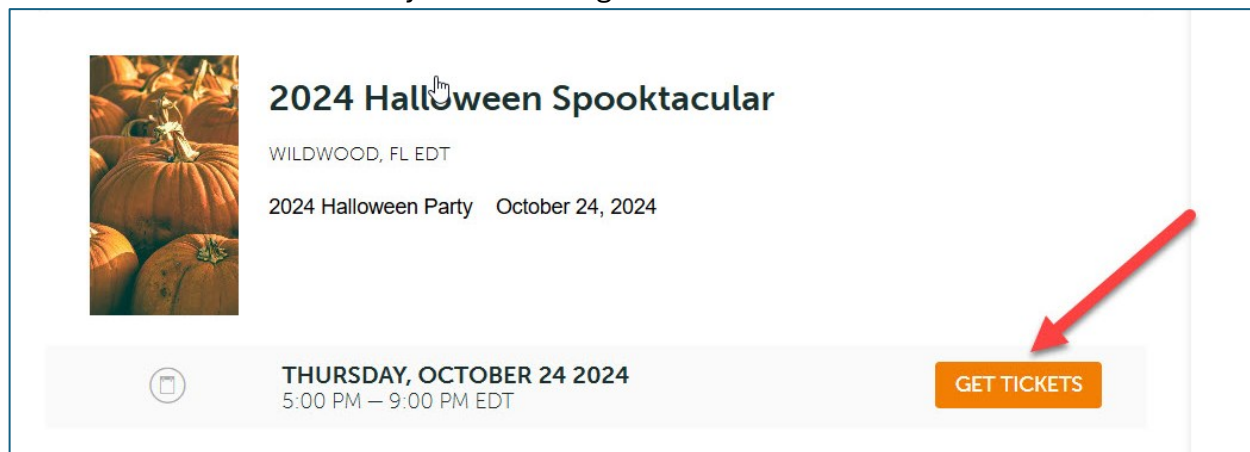 2024 Halloween Spooktacular
WILDWOOD, FL EDT
2024 Halloween Party October 24, 2024
THURSDAY, OCTOBER 24 2024
5:00 PM — 9:00 PM EDT
GET TICKETS